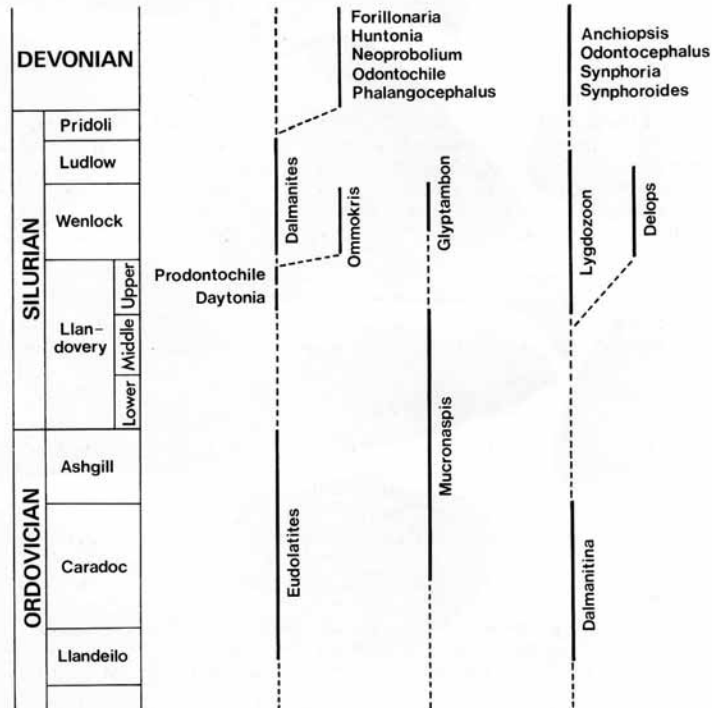 DEVONIAN
SILURIAN
Pridoli
Ludlow
Wenlock
Llan-
dovery
Upper
Middle
Lower
ORDOVICIAN
Ashgill
Caradoc
Llandeilo
Forillonaria
Huntonia
Neoprobolium
Odontochile
Phalangocephalus
Dalmanites
Ommokris
Prodontochile
Daytonia
Eudolatites
Glyptambon
Mucronaspis
Anchiopsis
Odontocephalus
Synphoria
Synphoroides
Lygdozoon
Delops
Dalmanitina